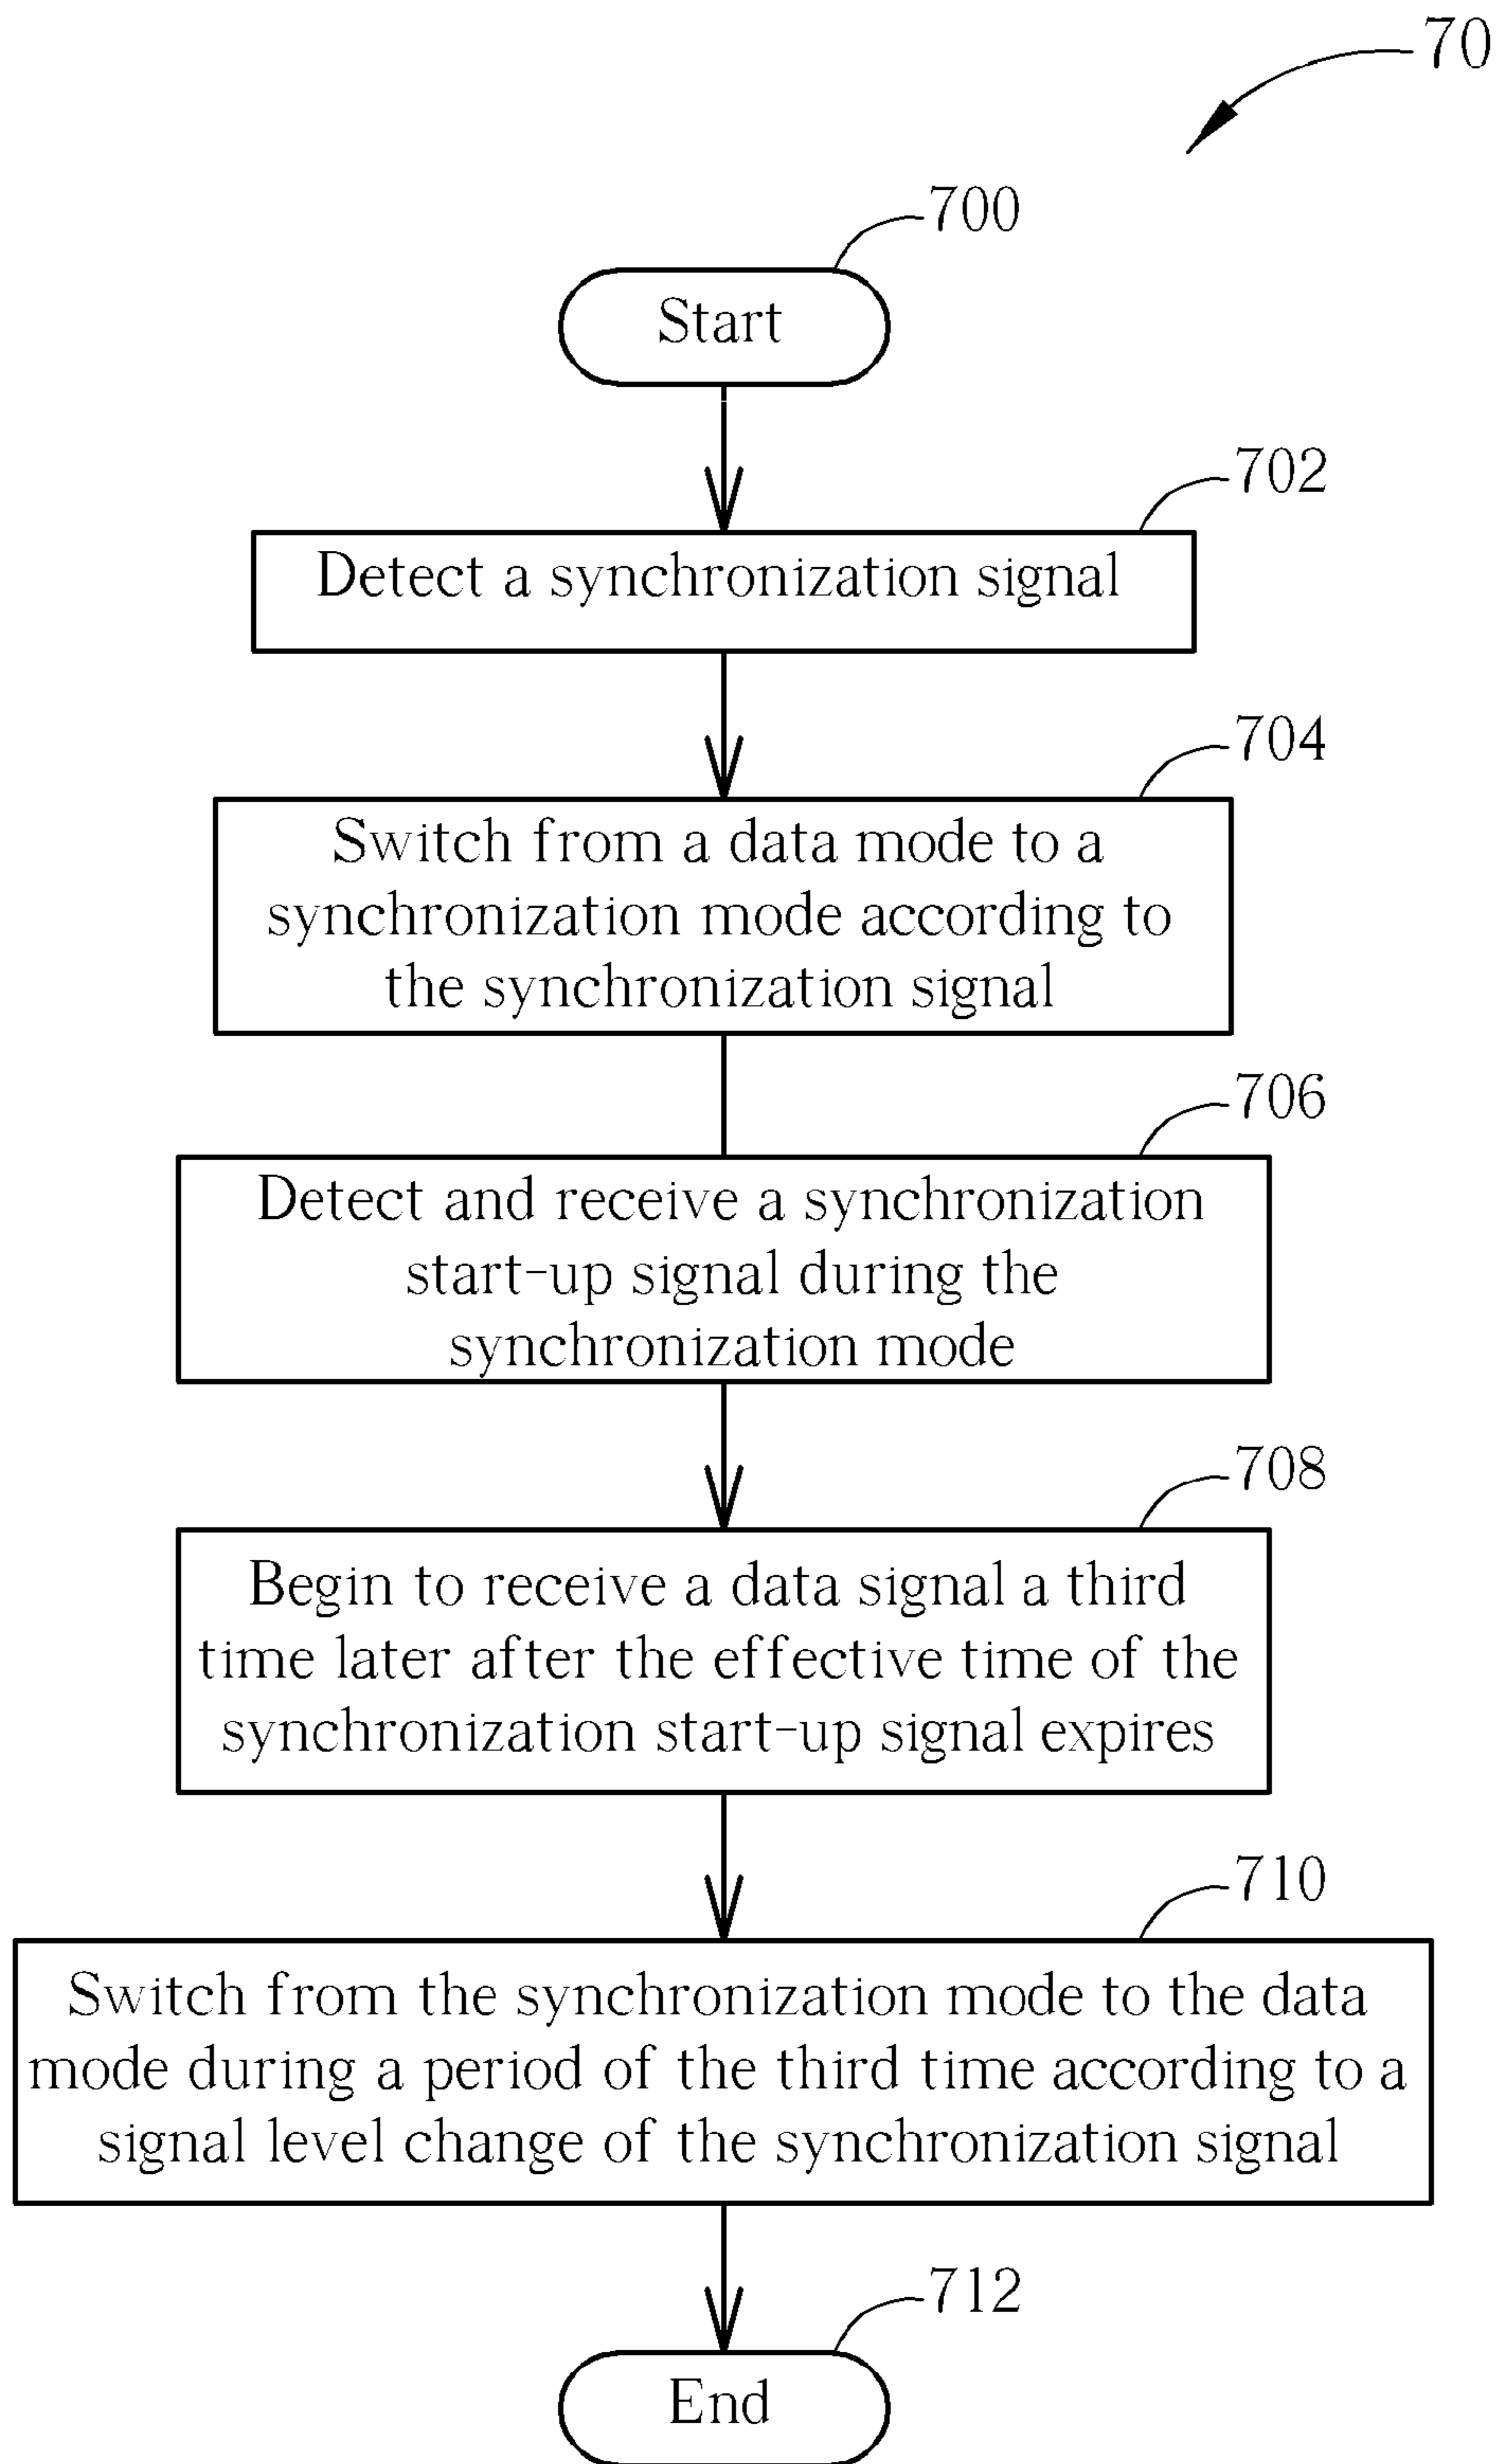 70
700
Start
702
Detect a synchronization signal
704
Switch from a data mode to a
synchronization mode according to
the synchronization signal
706
Detect and receive a synchronization
start-up signal during the
synchronization mode
708
Begin to receive a data signal a third
time later after the effective time of the
synchronization start-up signal expires
710
Switch from the synchronization mode to the data
mode during a period of the third time according to a
signal level change of the synchronization signal
712
End